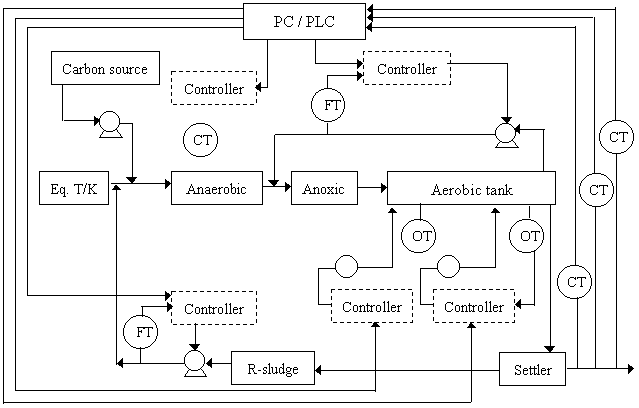 PC / PLC
Carbon source
Controller
Controller
FT
CT
CT
Eq. T/K
Anaerobic
Anoxic
Aerobic tank
CT
OT
OT
CT
Controller
Controller
Controller
FT
R-sludge
Settler